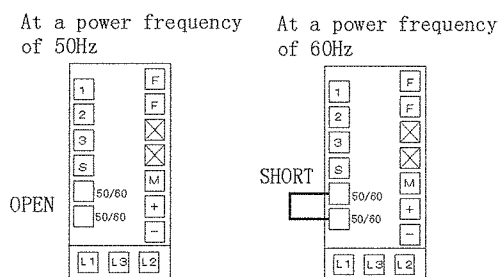 At a power frequency
of 50Hz
At a power frequency
of 60Hz
1 F
2 F
3
S
50/60 M
50/60 +
-
OPEN
L1 L3 L2
1 F
2 F
3
S
50/60 M
50/60 +
-
SHORT
L1 L3 L2